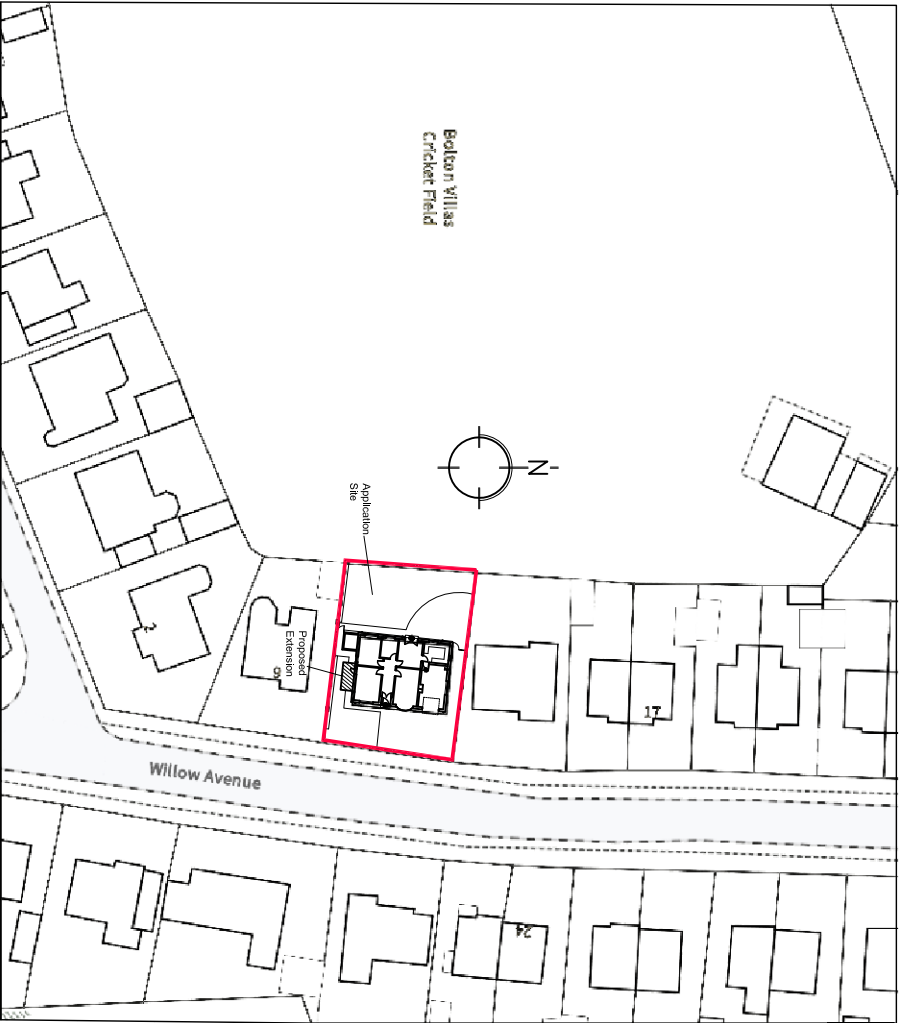 Bolton Villas
Cricket Field
N
Application
Site
Proposed
Extension
9
17
Willow Avenue
24